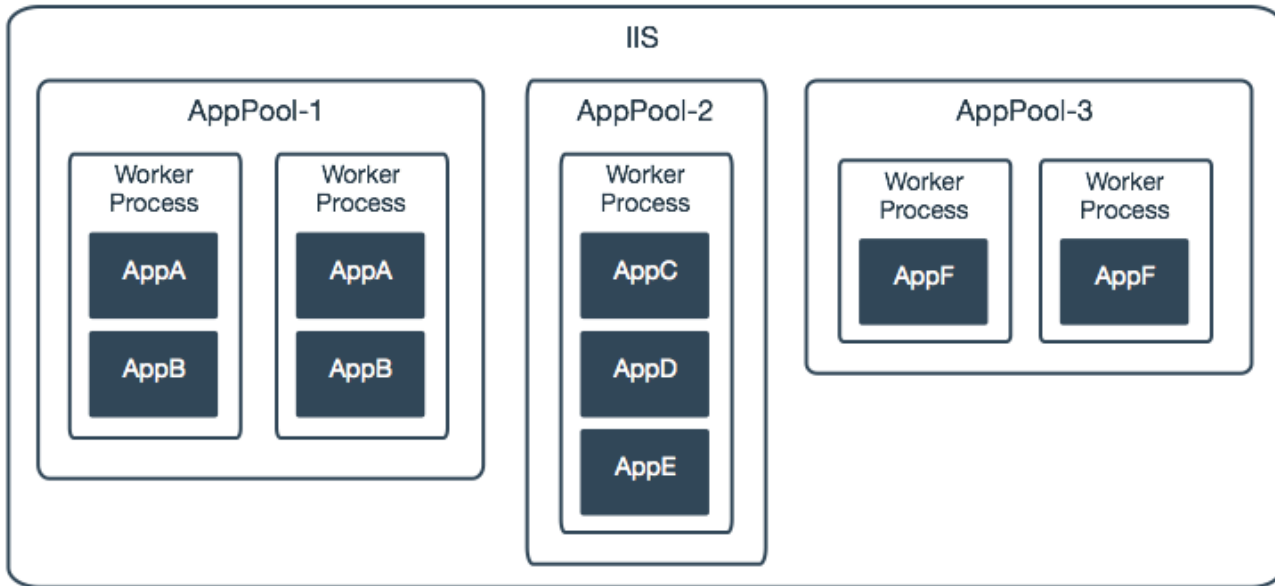 IIS
AppPool-1
Worker
Process
AppA
AppB
Worker
Process
AppA
AppB
AppPool-2
Worker
Process
AppC
AppD
AppE
AppPool-3
Worker
Process
AppF
Worker
Process
AppF